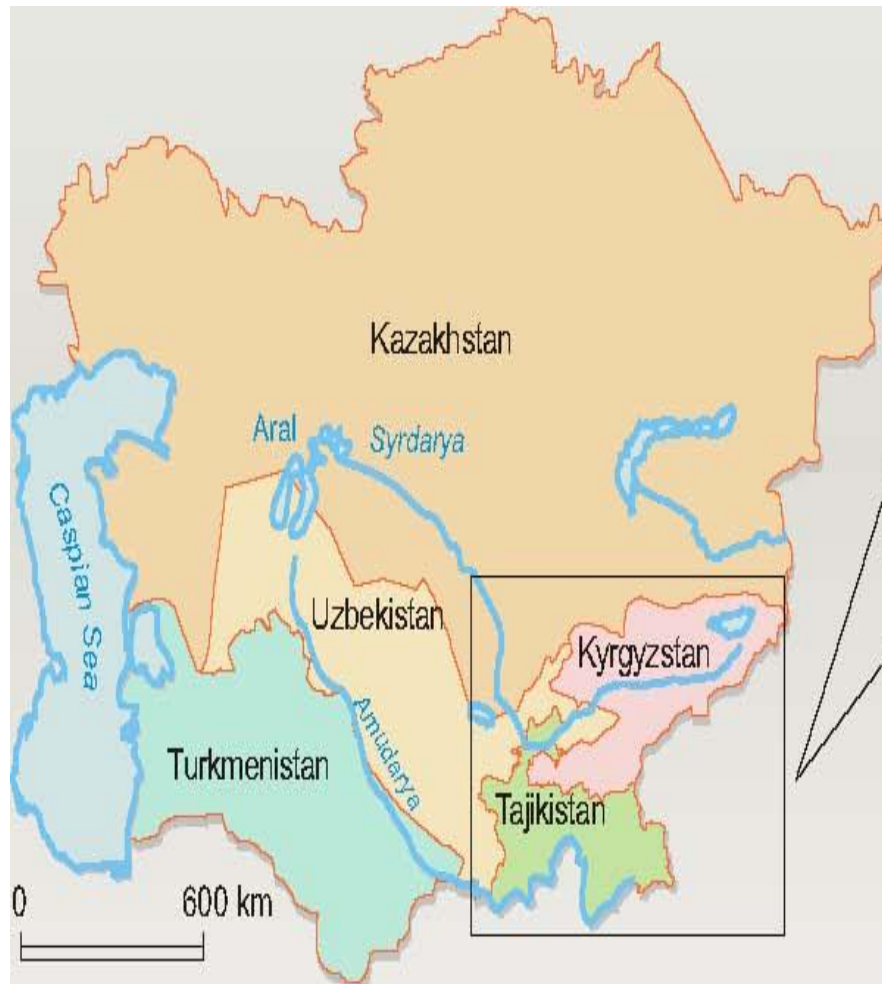 Kazakhstan
Aral
Syrdarya
Caspian Sea
Uzbekistan
Kyrgyzstan
Amudarya
Turkmenistan
Tajikistan
0 600 km